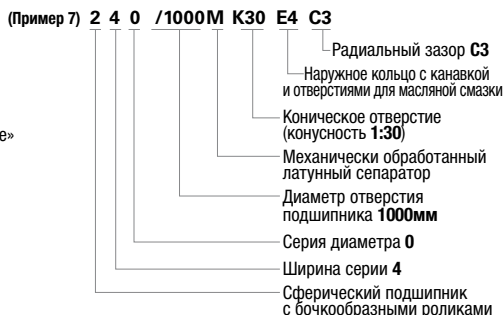 (Пример 7) 2 4 0 /1000 M K30 E4 C3
Радиальный зазор C3
Наружное кольцо с канавкой
и отверстиями для масляной смазки
Коническое отверстие
(конусность 1:30)
е»
Механически обработанный
латунный сепаратор
Диаметр отверстия
подшипника 1000мм
Серия диаметра 0
Ширина серии 4
Сферический подшипник
с бочкообразными роликами